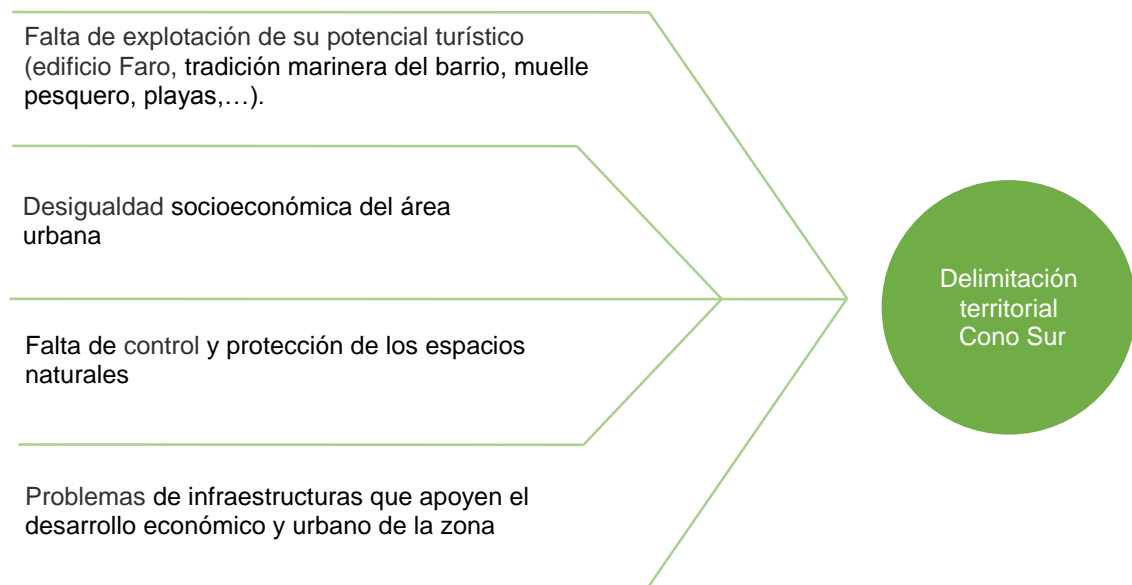 Falta de explotación de su potencial turístico
(edificio Faro, tradición marinera del barrio, muelle
pesquero, playas,…).
Desigualdad socioeconómica del área
urbana
Falta de control y protección de los espacios
naturales
Problemas de infraestructuras que apoyen el
desarrollo económico y urbano de la zona
Delimitación
territorial
Cono Sur